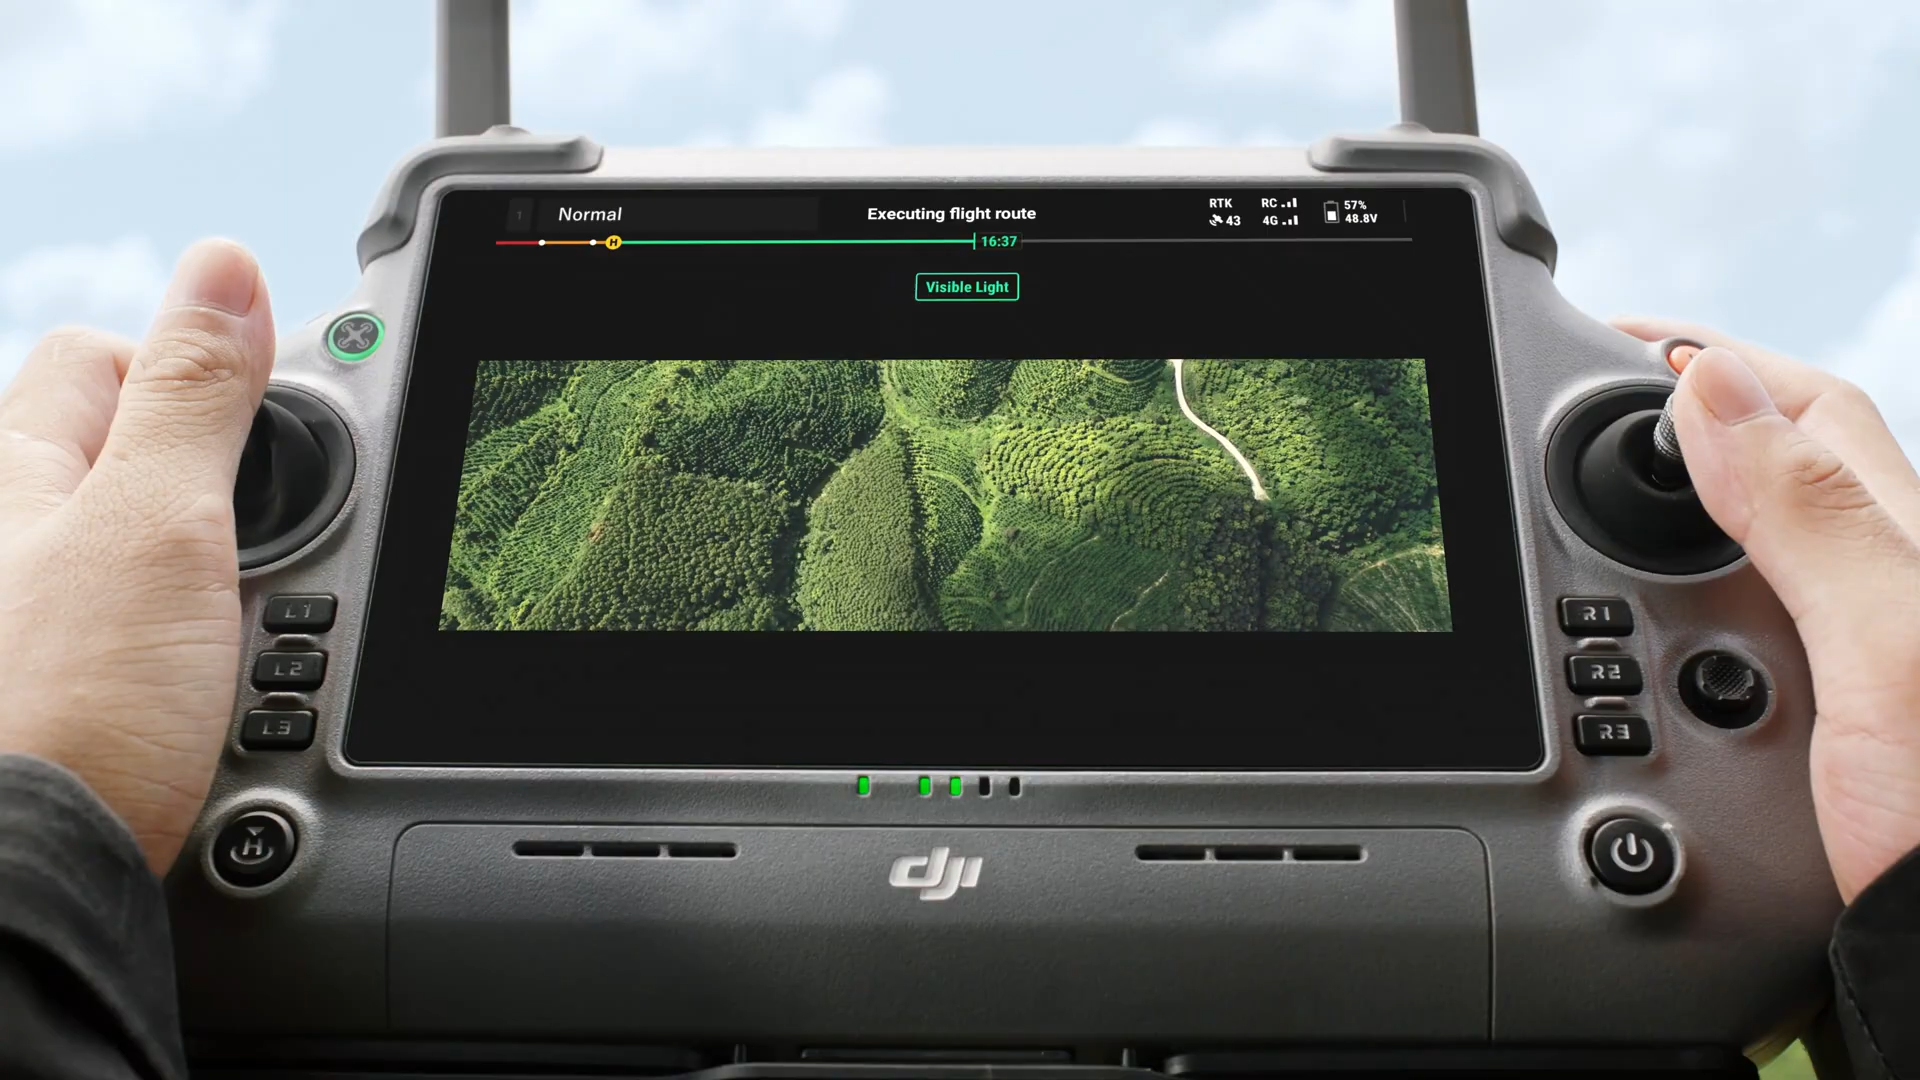 1
Normal
Executing flight route
RTK
43
RC
4G
57%
48.8V
H
16:37
Visible Light
L1
L2
L3
R1
R2
R3
H
dji